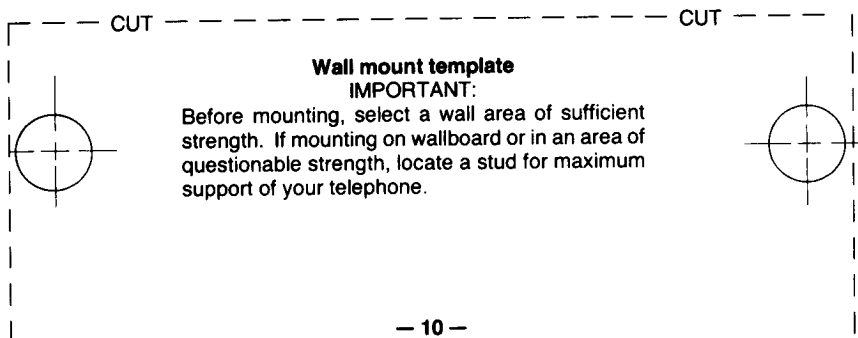 CUT CUT
Wall mount template
IMPORTANT:
Before mounting, select a wall area of sufficient
strength. If mounting on wallboard or in an area of
questionable strength, locate a stud for maximum
support of your telephone.
— 10 —